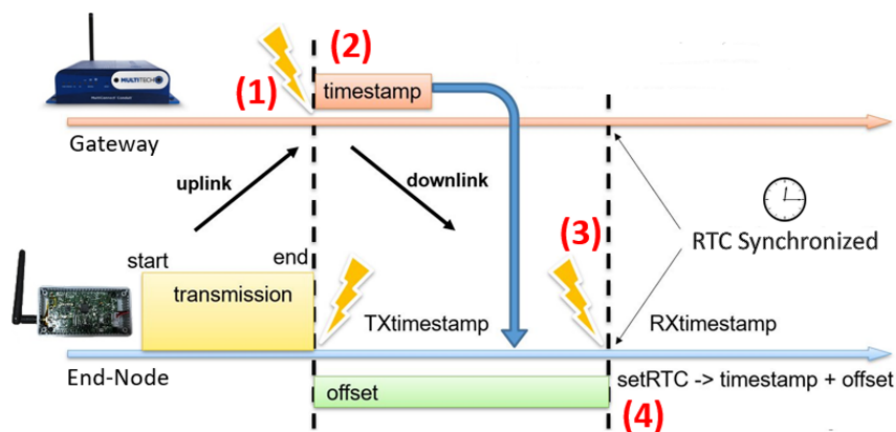 (1)
(2)
MULTITECH
timestamp
Gateway
uplink
downlink
(3)
RTC Synchronized
start
end
transmission
TXtimestamp
RXtimestamp
End-Node
offset
setRTC -> timestamp + offset
(4)